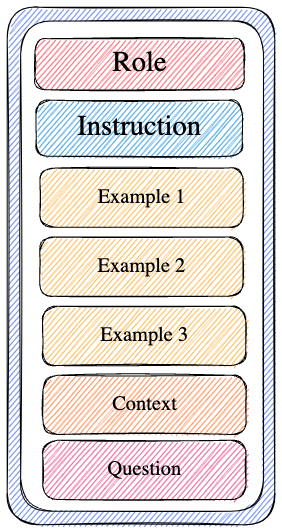 Role
Instruction
Example 1
Example 2
Example 3
Context
Question